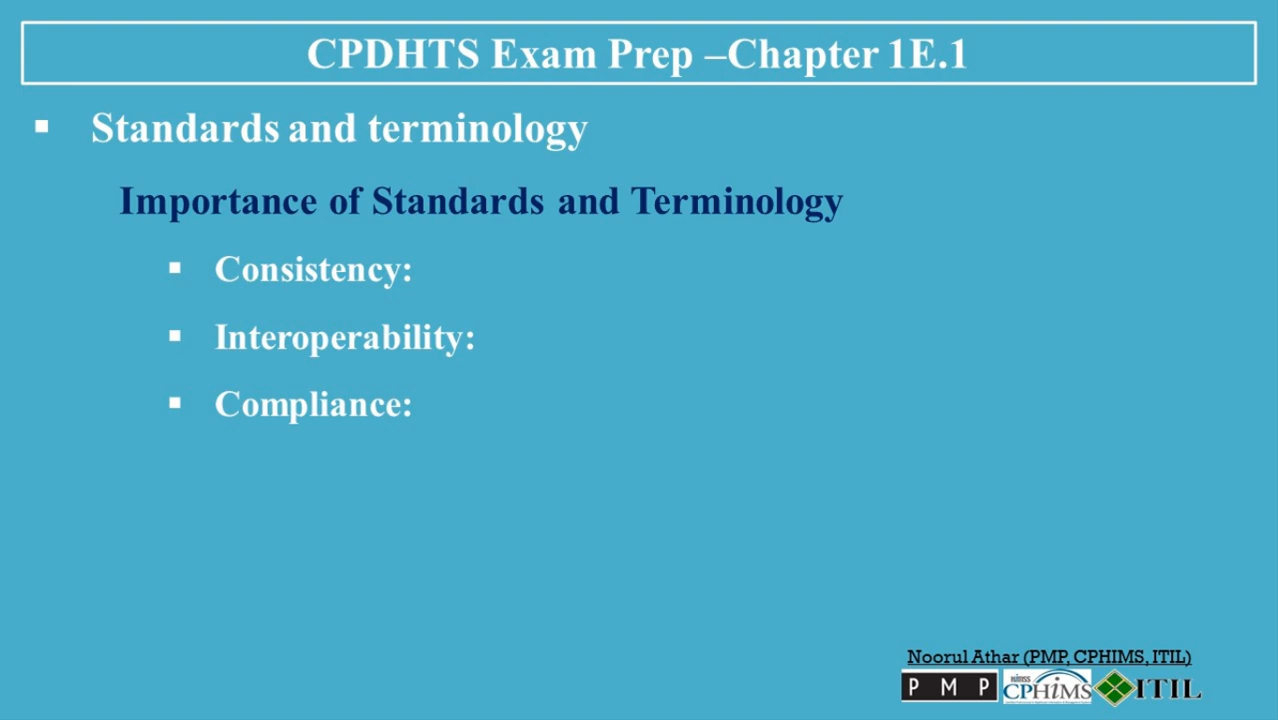 CPDHTS Exam Prep –Chapter 1E.1
▪ Standards and terminology
Importance of Standards and Terminology
▪ Consistency:
▪ Interoperability:
▪ Compliance:
Noorul Athar (PMP, CPHIMS, ITIL)
PMP himss CPHiMS ITIL